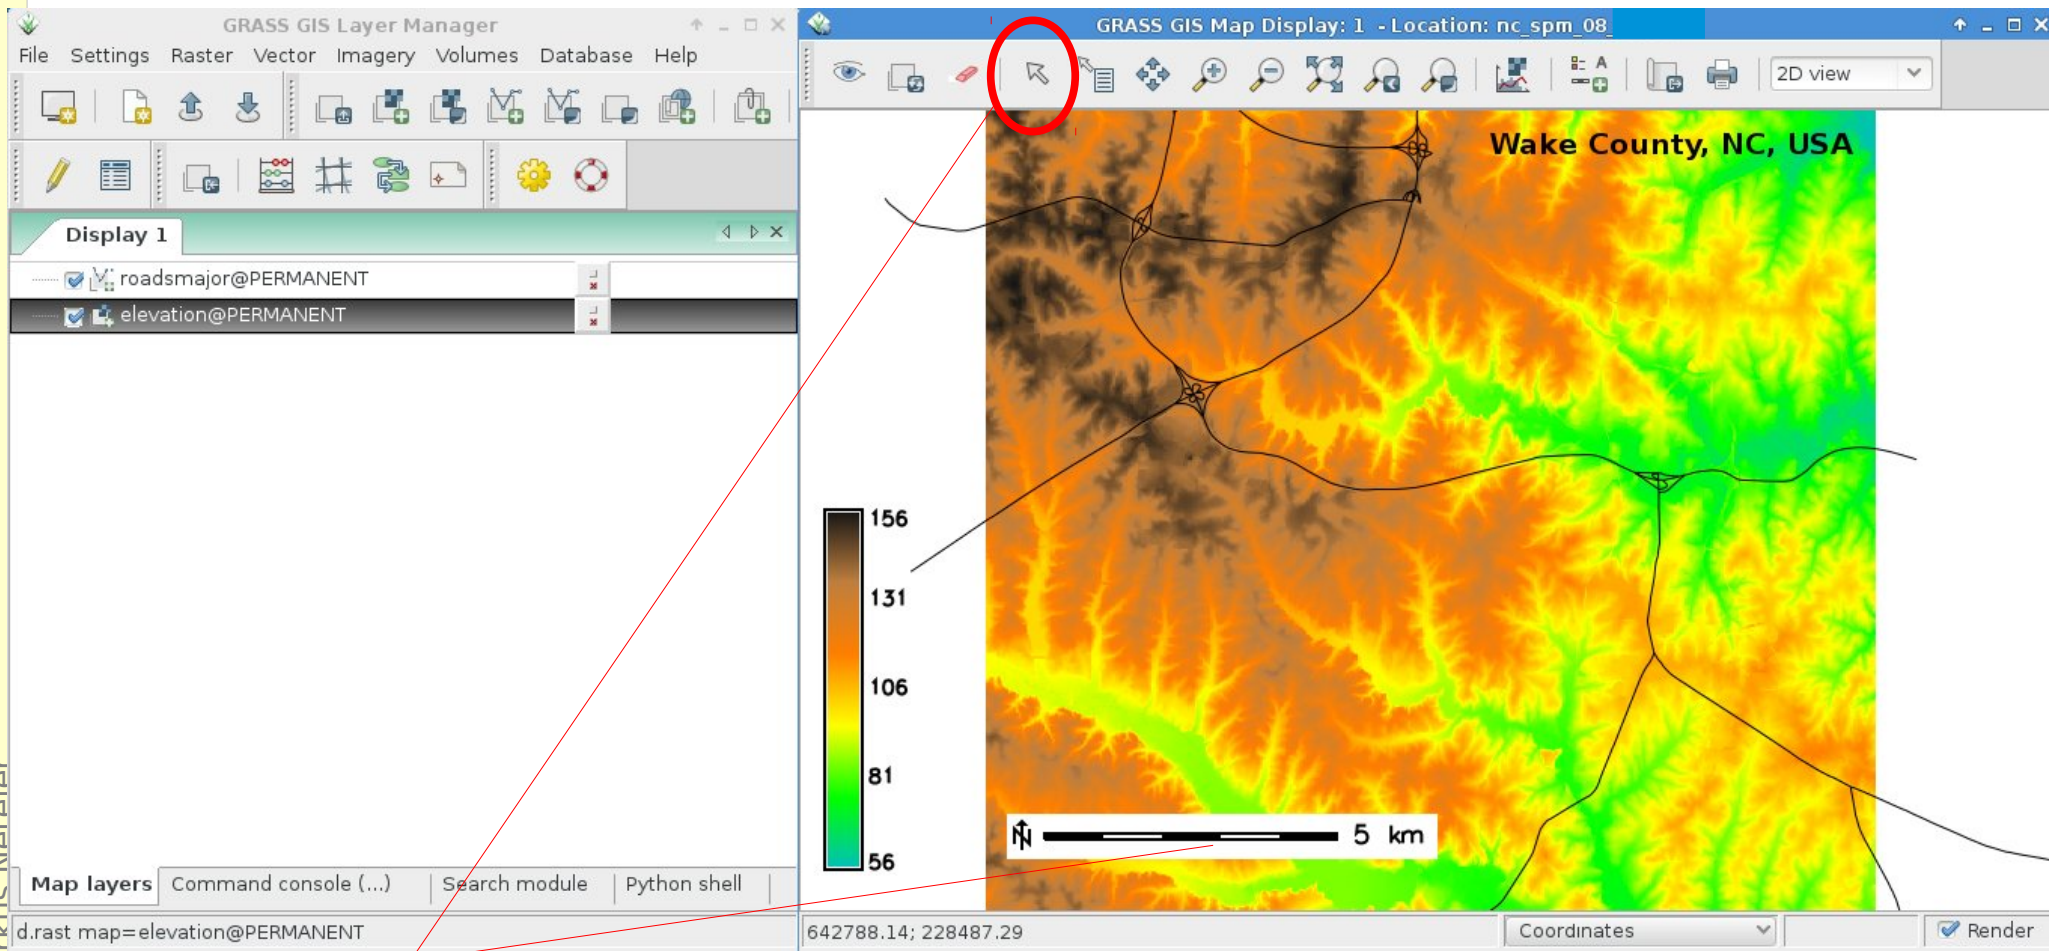 GRASS GIS Layer Manager
File Settings Raster Vector Imagery Volumes Database Help
Display 1
roadsmajor@PERMANENT
elevation@PERMANENT
Map layers Command console (...) Search module Python shell
d.rast map=elevation@PERMANENT
GRASS GIS Map Display: 1 - Location: nc_spm_08_
2D view
Wake County, NC, USA
156
131
106
81
56
N 5 km
642788.14; 228487.29 Coordinates Render